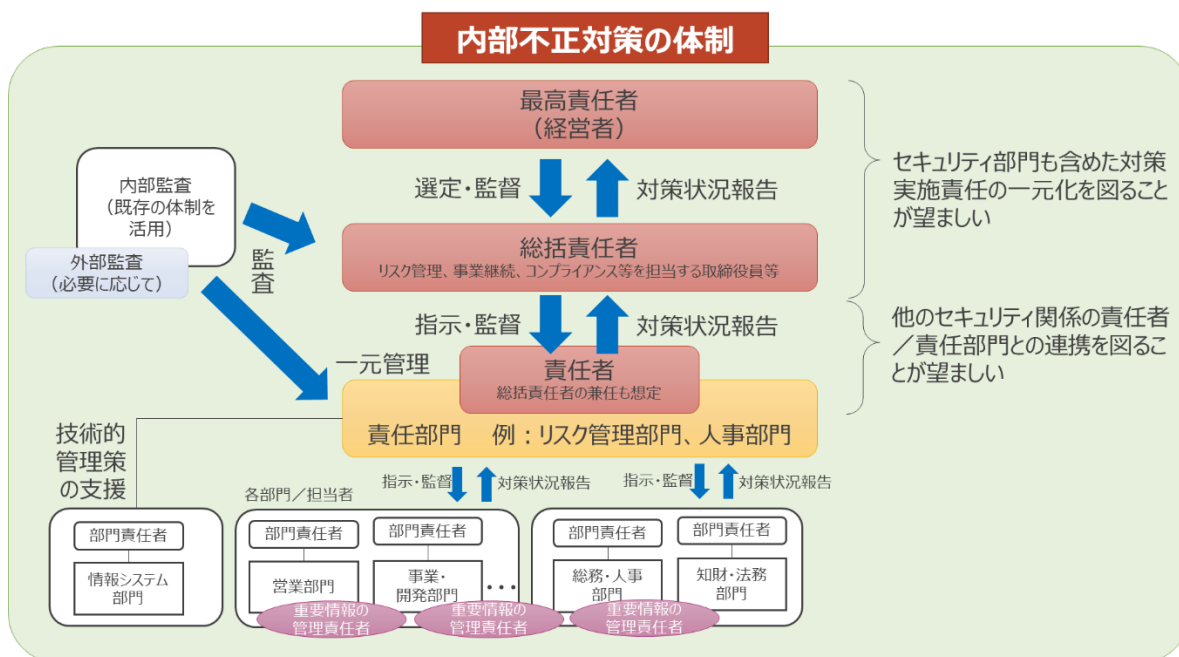 内部不正対策の体制
最高責任者
（経営者）
選定・監督
対策状況報告
セキュリティ部門も含めた対策
実施責任の一元化を図ること
が望ましい
内部監査
（既存の体制を
活用）
外部監査
（必要に応じて）
監査
総括責任者
リスク管理、事業継続、コンプライアンス等を担当する取締役員等
指示・監督
対策状況報告
他のセキュリティ関係の責任者
／責任部門との連携を図るこ
とが望ましい
一元管理
責任者
総括責任者の兼任も想定
責任部門　例：リスク管理部門、人事部門
技術的
管理策
の支援
指示・監督
対策状況報告
指示・監督
対策状況報告
各部門／担当者
部門責任者
情報システム
部門
部門責任者
営業部門
部門責任者
事業・
開発部門
・・・
部門責任者
総務・人事
部門
部門責任者
知財・法務
部門
重要情報の
管理責任者
重要情報の
管理責任者
重要情報の
管理責任者